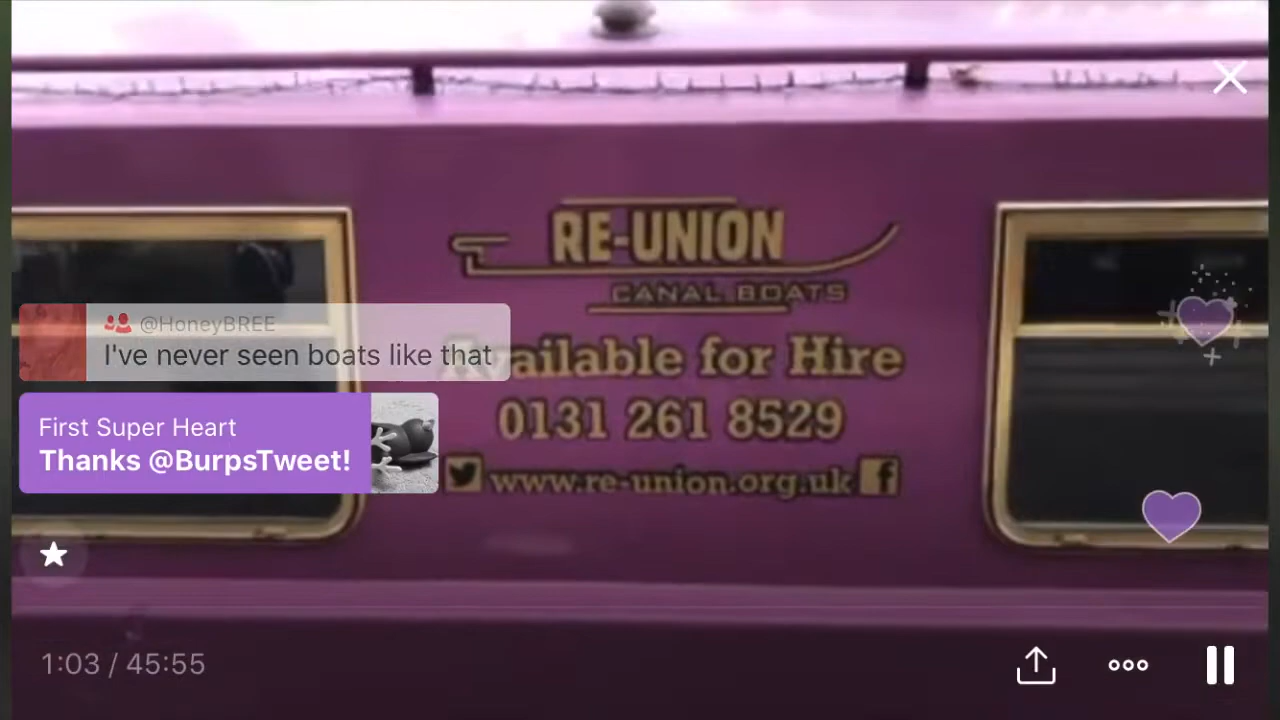 RE-UNION
CANAL BOATS
Available for Hire
0131 261 8529
www.re-union.org.uk
@HoneyBREE
I've never seen boats like that
First Super Heart
Thanks @BurpsTweet!
1:03 / 45:55